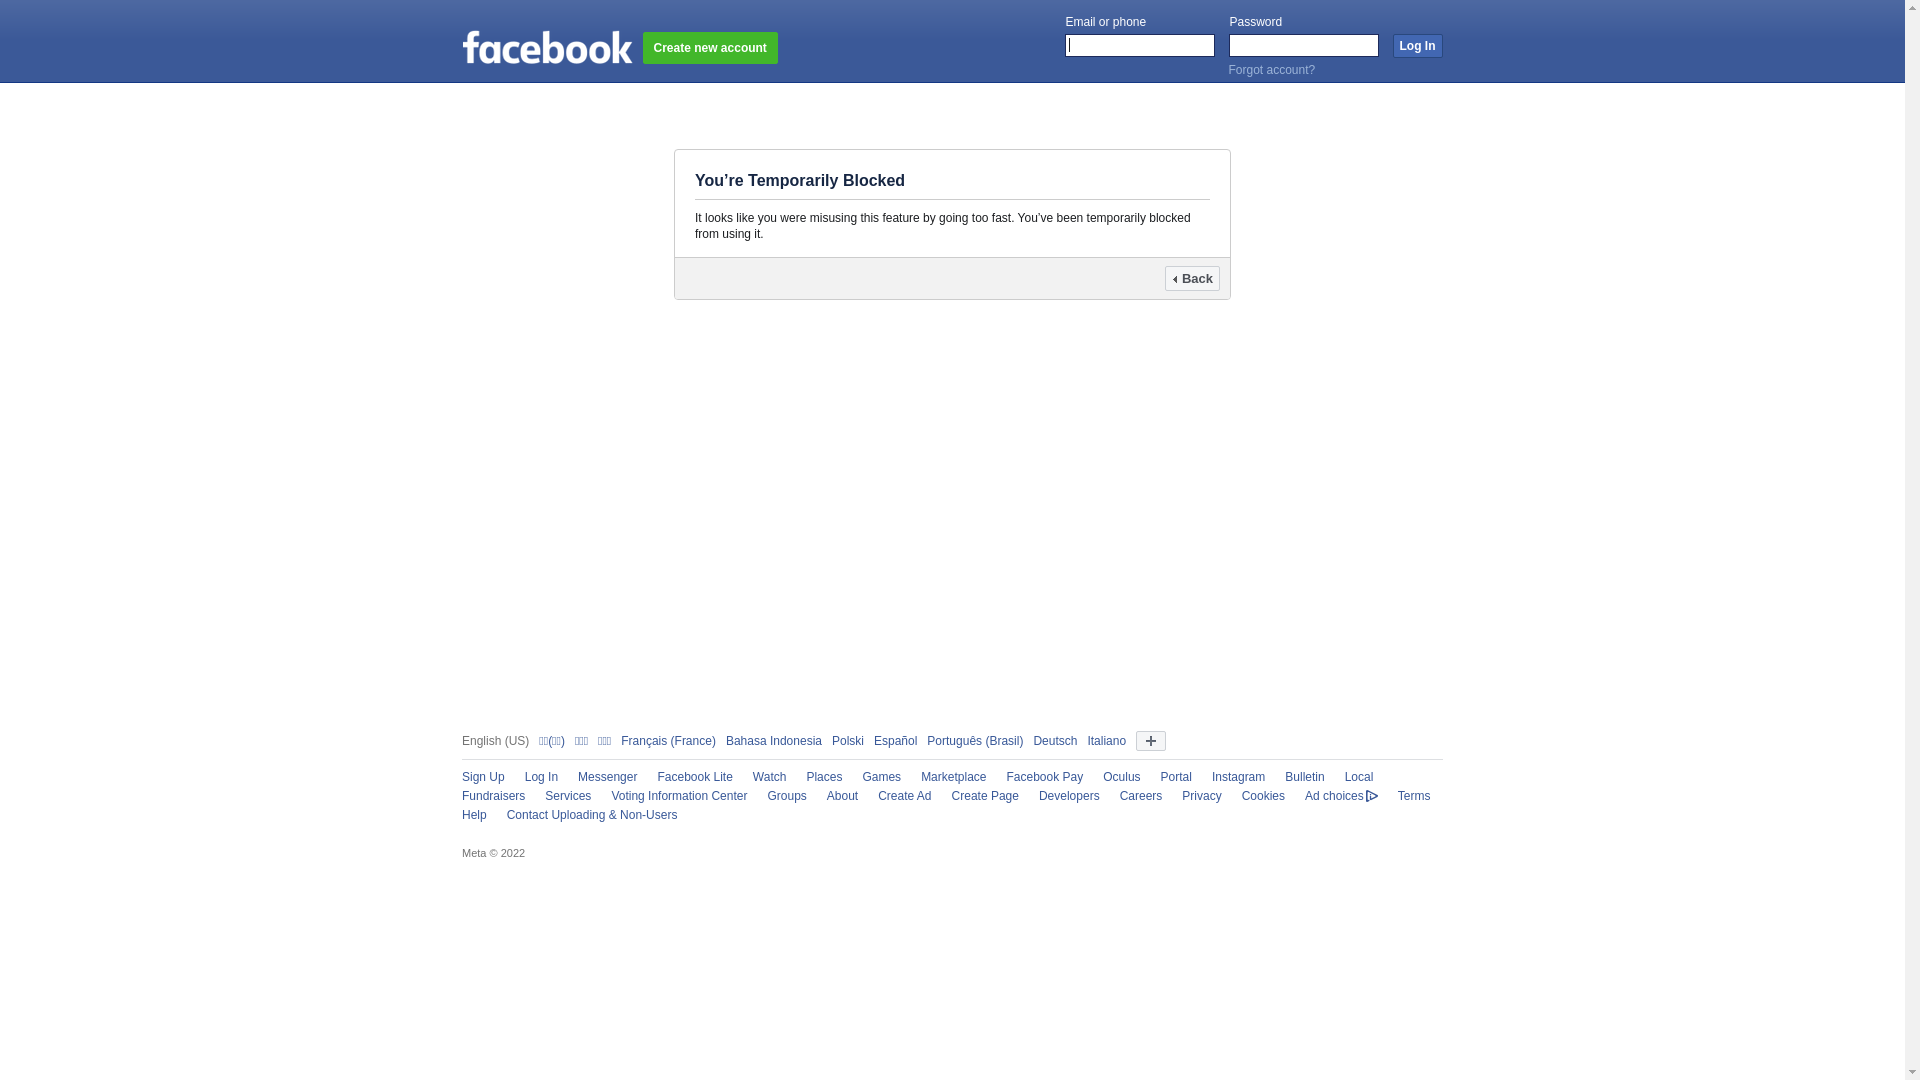 facebook
Create new account
Email or phone
Password
Log In
Forgot account?
You’re Temporarily Blocked
It looks like you were misusing this feature by going too fast. You’ve been temporarily blocked
from using it.
Back
English (US) Français (France) Bahasa Indonesia Polski Español Português (Brasil) Deutsch Italiano
Sign Up Log In Messenger Facebook Lite Watch Places Games Marketplace Facebook Pay Oculus Portal Instagram Bulletin Local
Fundraisers Services Voting Information Center Groups About Create Ad Create Page Developers Careers Privacy Cookies Ad choices Terms
Help Contact Uploading & Non-Users
Meta © 2022